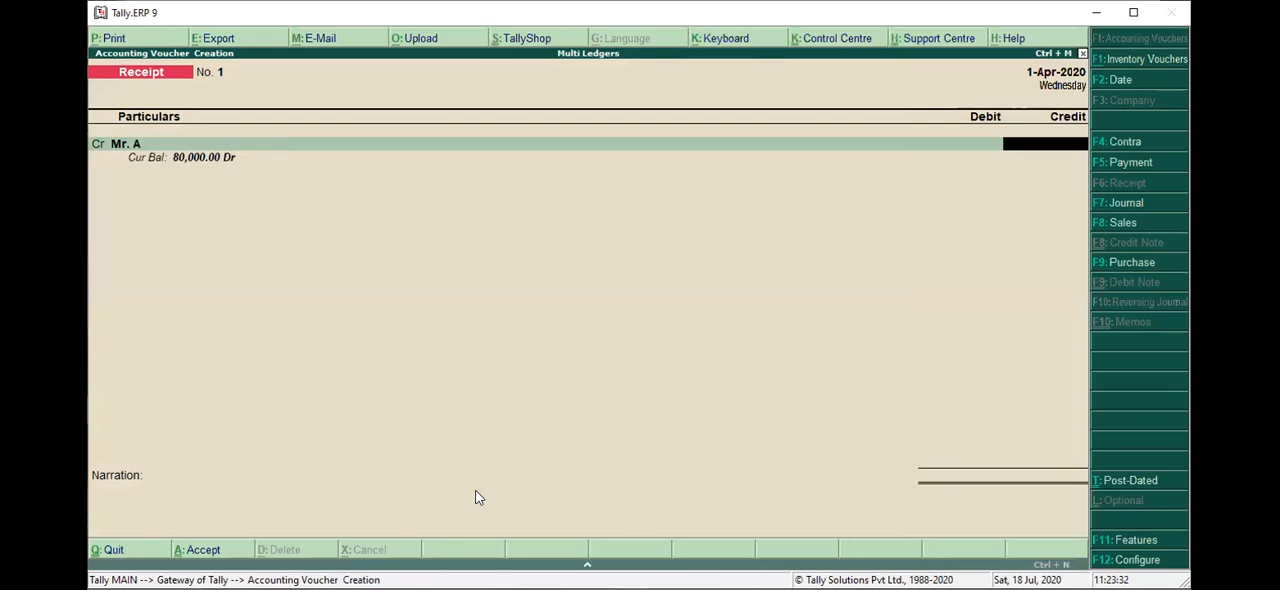 Tally.ERP 9
P: Print E: Export M: E-Mail O: Upload S: TallyShop G: Language K: Keyboard K: Control Centre H: Support Centre H: Help
F1: Accounting Vouchers
Accounting Voucher Creation Multi Ledgers Ctrl + M
F1: Inventory Vouchers
Receipt No. 1 1-Apr-2020
Wednesday
F2: Date
F3: Company
Particulars Debit Credit
Cr Mr. A
Cur Bal: 80,000.00 Dr
F4: Contra
F5: Payment
F6: Receipt
F7: Journal
F8: Sales
F8: Credit Note
F9: Purchase
F9: Debit Note
F10: Reversing Journal
F10: Memos
Narration:
T: Post-Dated
L: Optional
F11: Features
F12: Configure
Q: Quit A: Accept D: Delete X: Cancel
Ctrl + N
Tally MAIN --> Gateway of Tally --> Accounting Voucher Creation © Tally Solutions Pvt Ltd., 1988-2020 Sat, 18 Jul, 2020 11:23:32